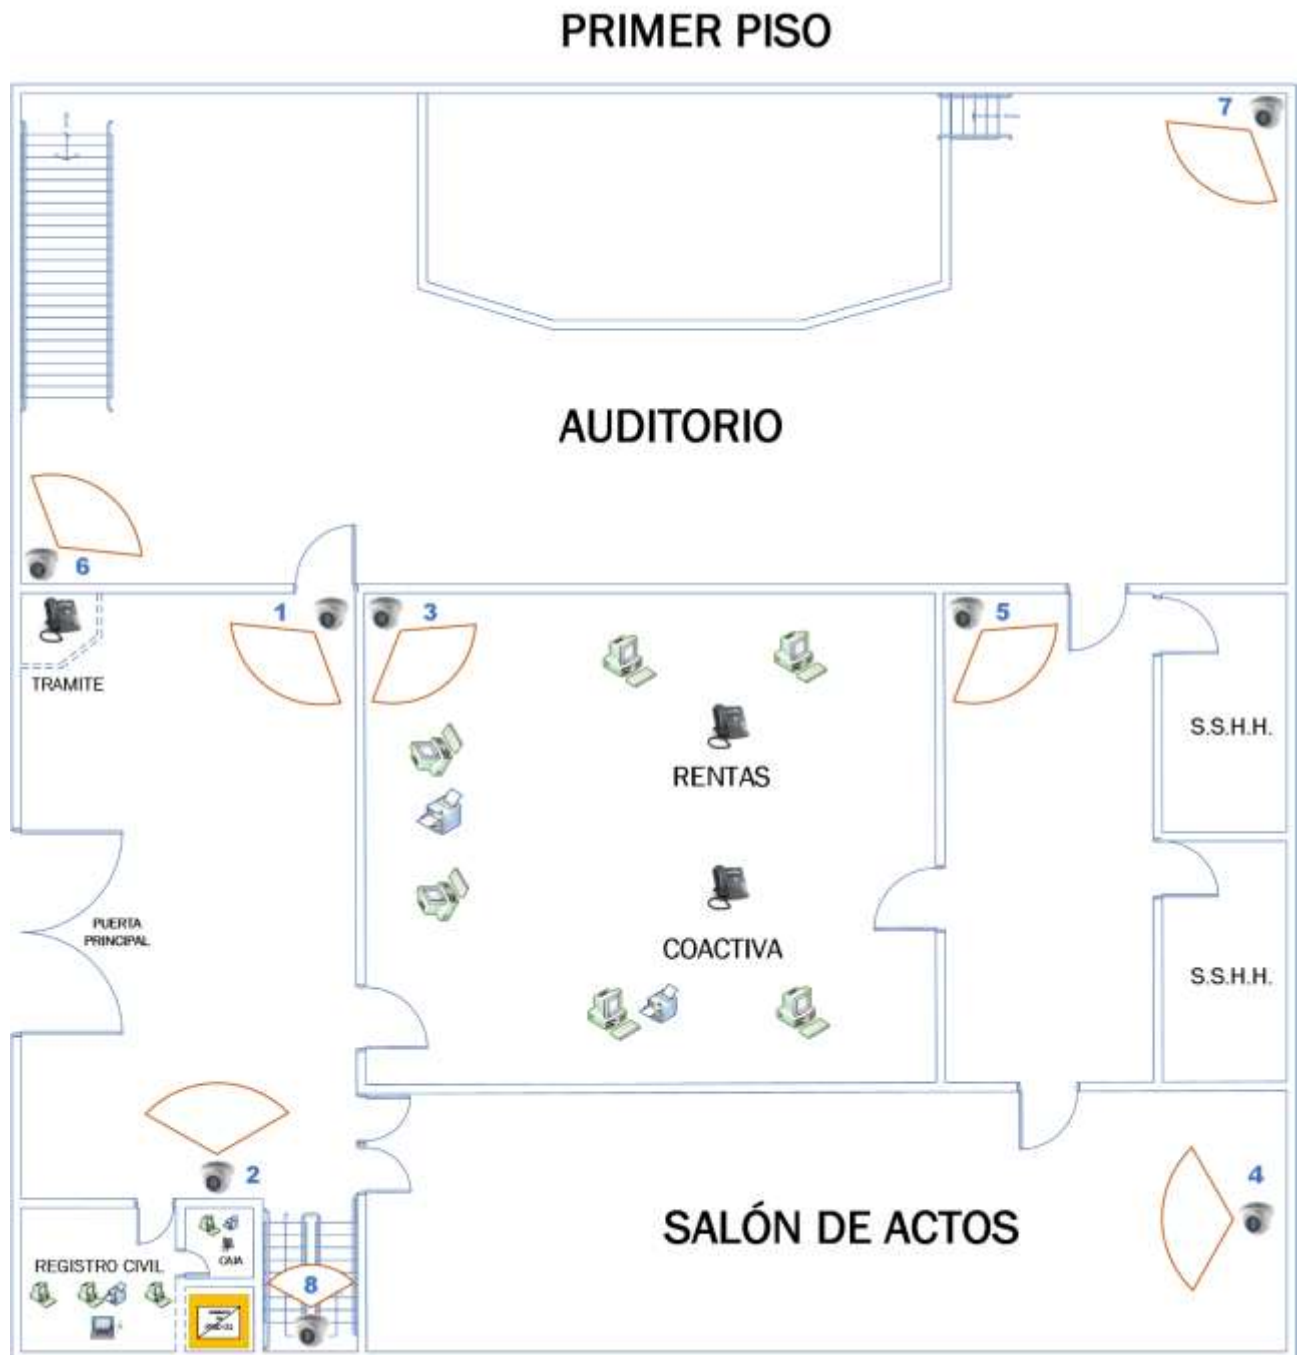 PRIMER PISO
7
AUDITORIO
6
1
3
5
TRAMITE
S.S.H.H.
RENTAS
PUERTA
PRINCIPAL
COACTIVA
S.S.H.H.
2
4
SALÓN DE ACTOS
REGISTRO CIVIL
CAJA
8